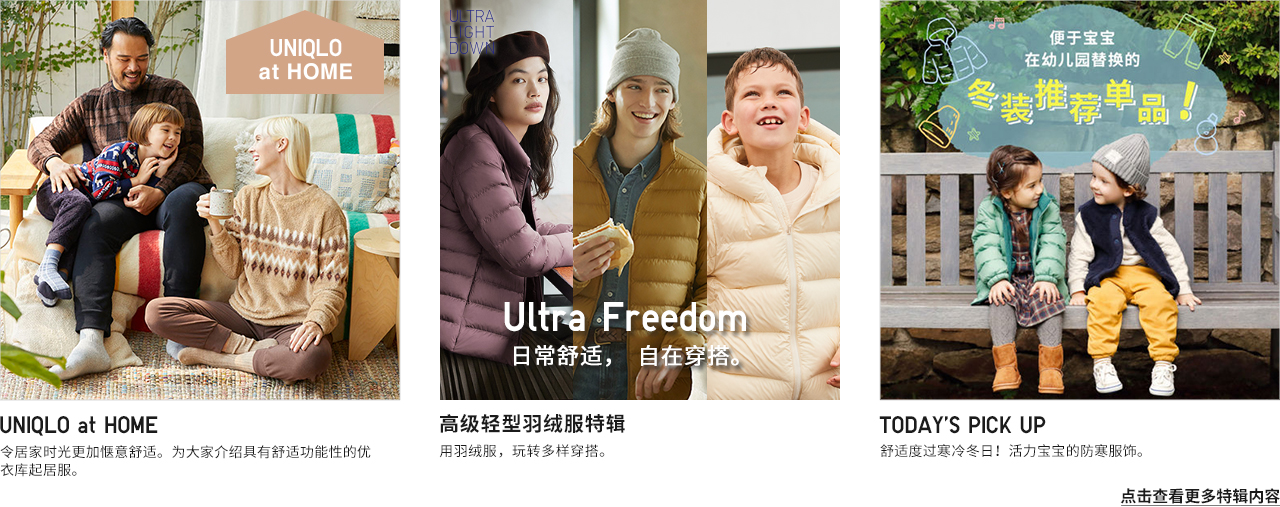 UNIQLO
at HOME
UNIQLO at HOME
令居家时光更加惬意舒适。为大家介绍具有舒适功能性的优
衣库起居服。
ULTRA
LIGHT
DOWN
Ultra Freedom
日常舒适， 自在穿搭。
高级轻型羽绒服特辑
用羽绒服，玩转多样穿搭。
便于宝宝
在幼儿园替换的
冬装推荐单品！
TODAY'S PICK UP
舒适度过寒冷冬日！活力宝宝的防寒服饰。
点击查看更多特辑内容